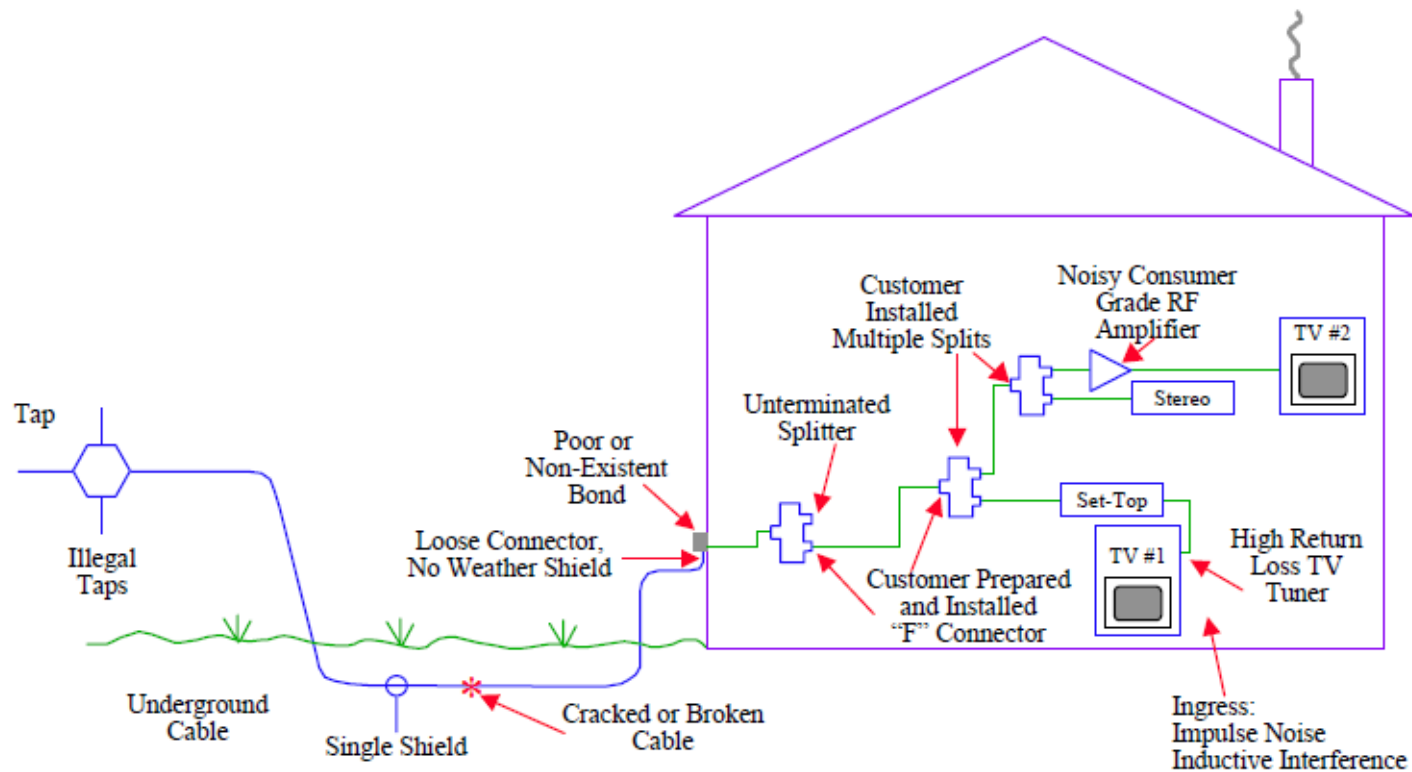 Noisy Consumer
Grade RF
Amplifier
Customer
Installed
Multiple Splits
TV #2
Stereo
Unterminated
Splitter
Tap
Poor or
Non-Existent
Bond
Set-Top
Illegal
Taps
Loose Connector,
No Weather Shield
TV #1
High Return
Loss TV
Tuner
Customer Prepared
and Installed
“F” Connector
Underground
Cable
Single Shield
Cracked or Broken
Cable
Ingress:
Impulse Noise
Inductive Interference